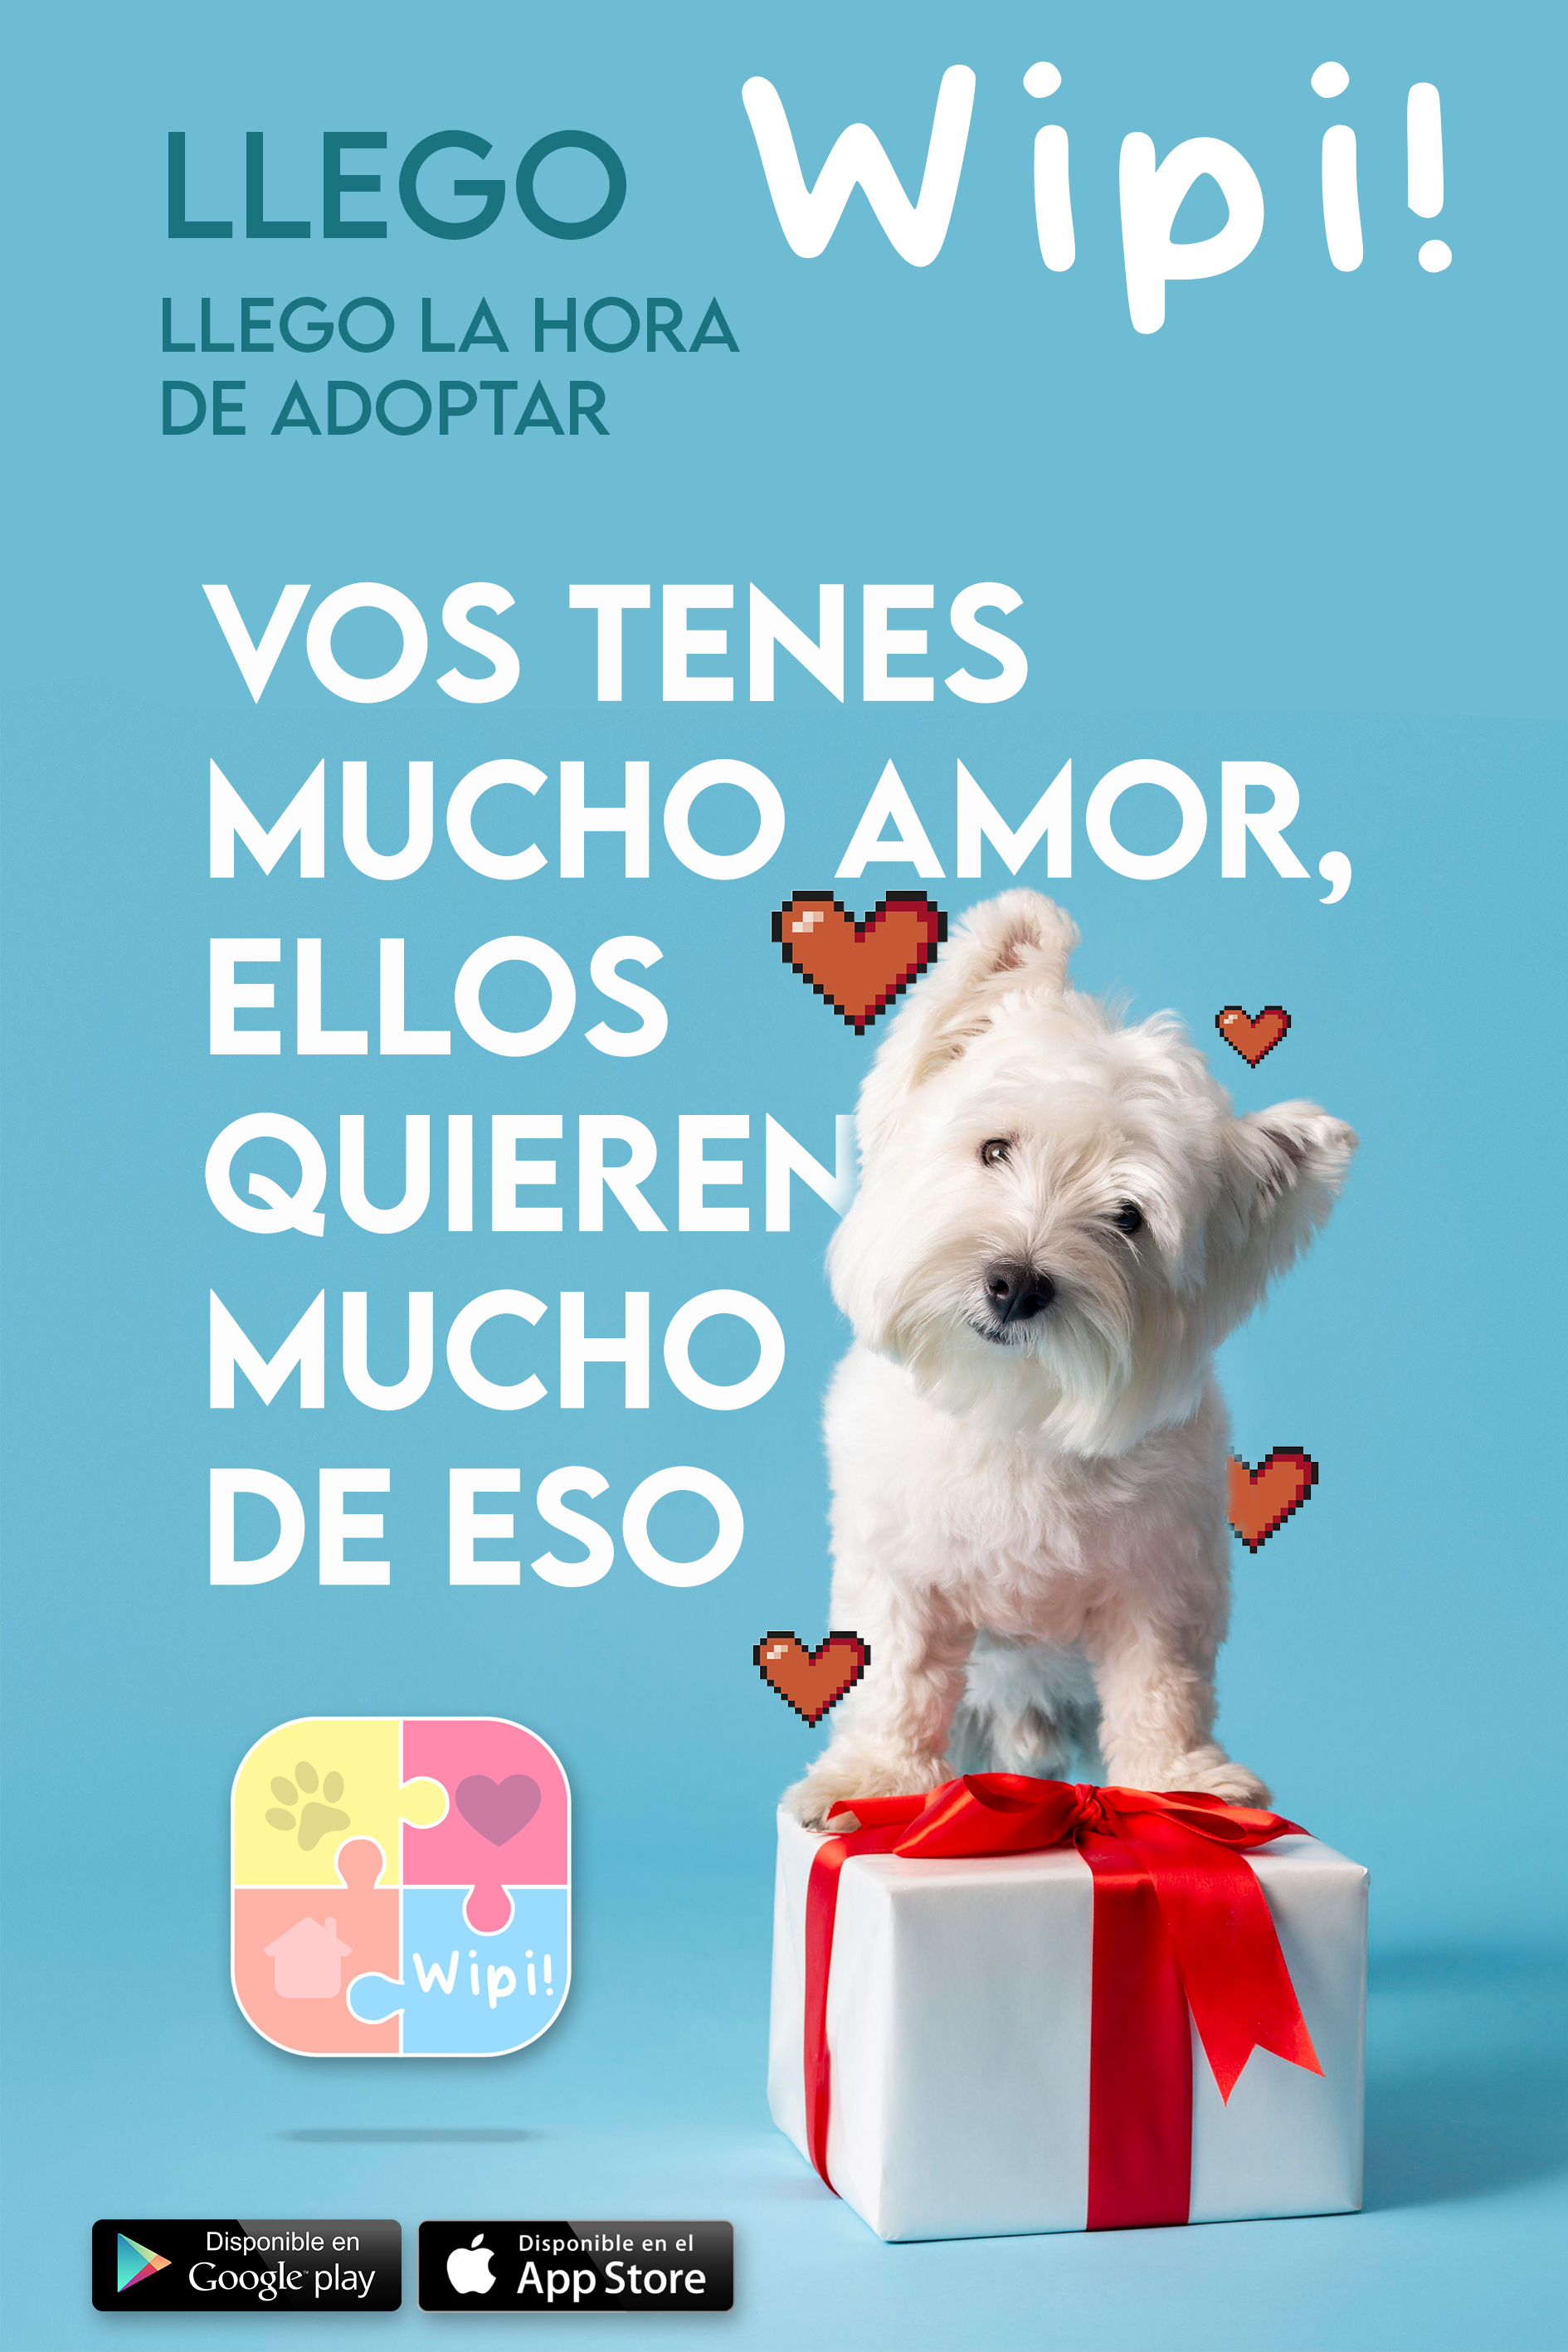 LLEGO Wipi!
LLEGO LA HORA
DE ADOPTAR
VOS TENES
MUCHO AMOR,
ELLOS
QUIEREN
MUCHO
DE ESO
Wipi!
Disponible en
Google play
Disponible en el
App Store